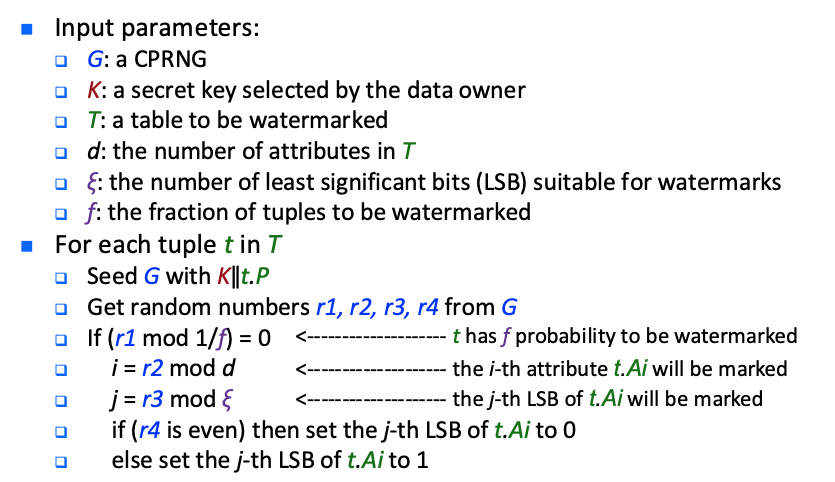 Input parameters:
G: a CPRNG
K: a secret key selected by the data owner
T: a table to be watermarked
d: the number of attributes in T
ξ: the number of least significant bits (LSB) suitable for watermarks
f: the fraction of tuples to be watermarked
For each tuple t in T
Seed G with K||t.P
Get random numbers r1, r2, r3, r4 from G
If (r1 mod 1/f) = 0 <-------------------- t has f probability to be watermarked
i = r2 mod d <-------------------- the i-th attribute t.Ai will be marked
j = r3 mod ξ <-------------------- the j-th LSB of t.Ai will be marked
if (r4 is even) then set the j-th LSB of t.Ai to 0
else set the j-th LSB of t.Ai to 1